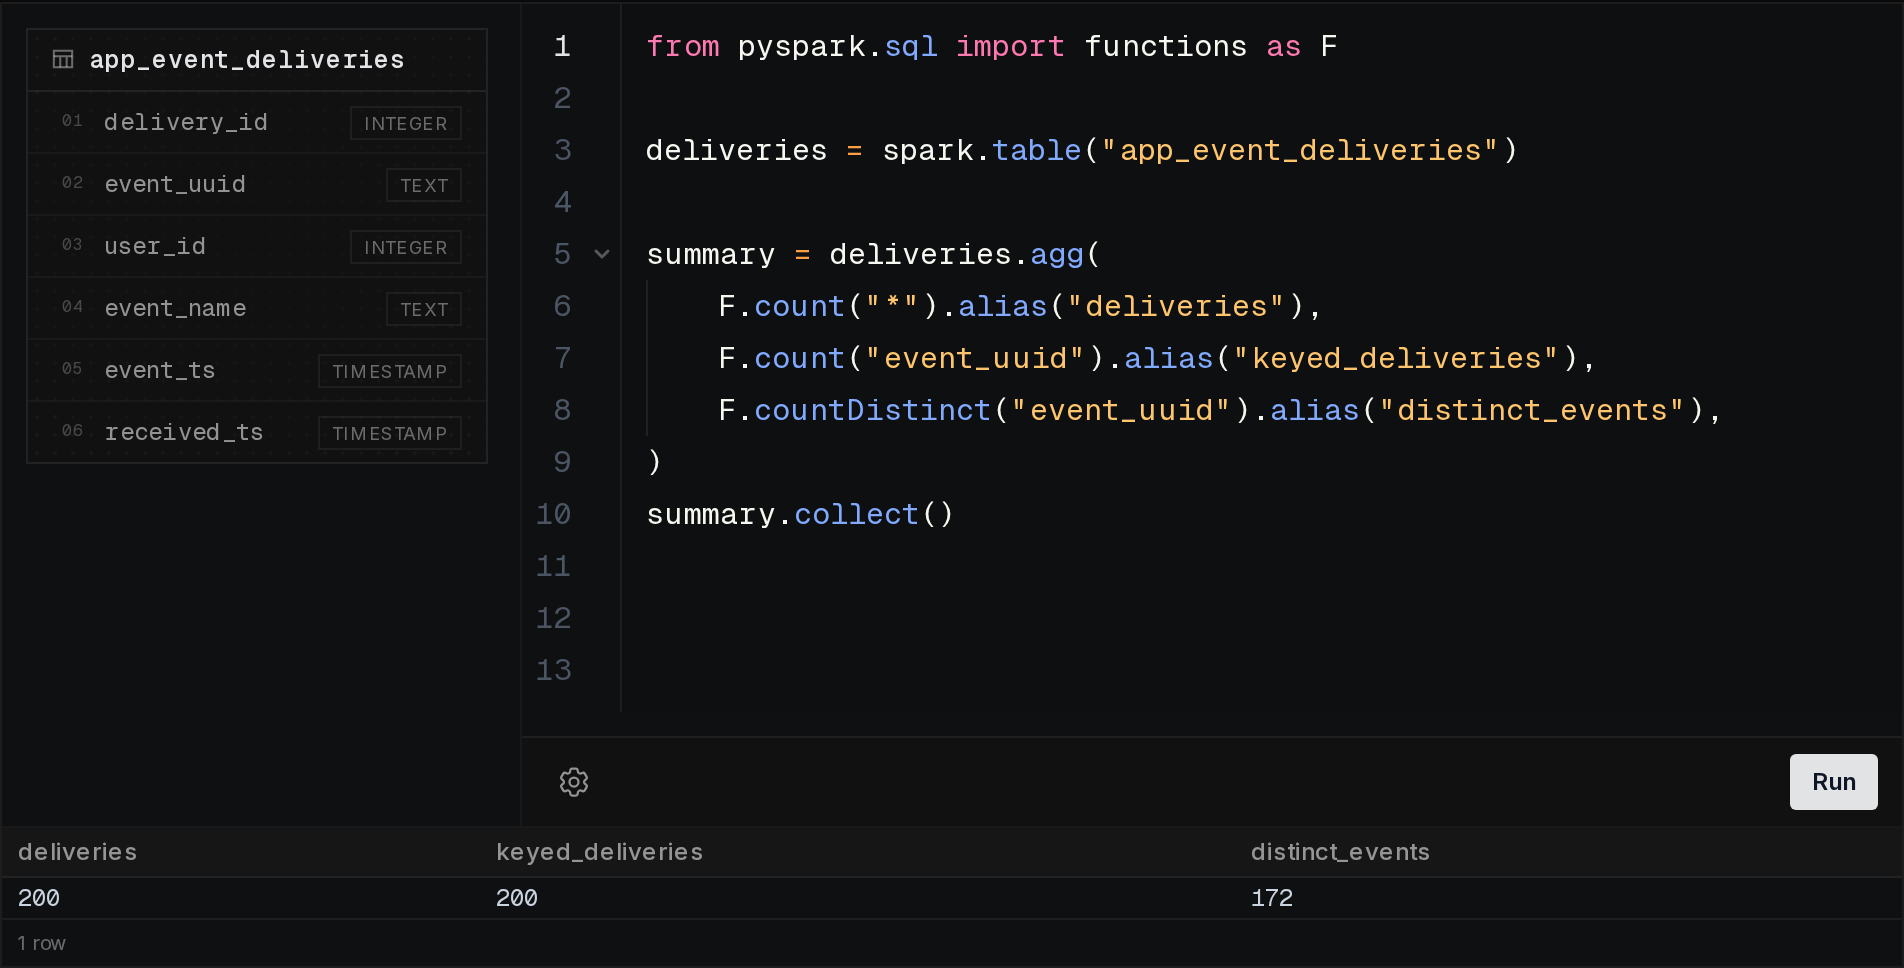 app_event_deliveries
01 delivery_id INTEGER
02 event_uuid TEXT
03 user_id INTEGER
04 event_name TEXT
05 event_ts TIMESTAMP
06 received_ts TIMESTAMP
1 from pyspark.sql import functions as F
2
3 deliveries = spark.table("app_event_deliveries")
4
5 summary = deliveries.agg(
6     F.count("*").alias("deliveries"),
7     F.count("event_uuid").alias("keyed_deliveries"),
8     F.countDistinct("event_uuid").alias("distinct_events"),
9 )
10 summary.collect()
11
12
13
Run
deliveries keyed_deliveries distinct_events
200 200 172
1 row